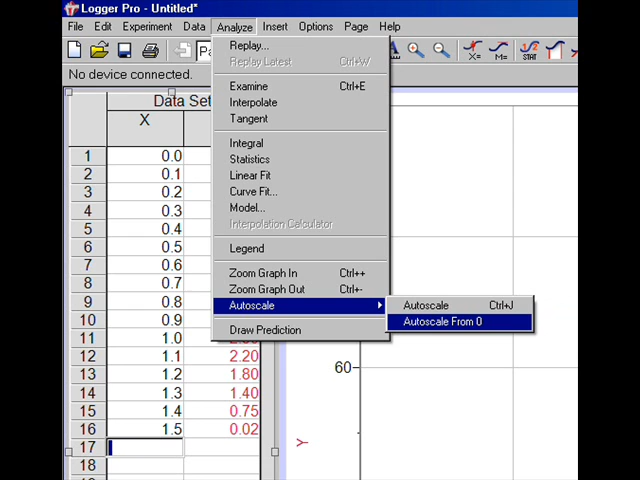 Logger Pro - Untitled*
File Edit Experiment Data Analyze Insert Options Page Help
X= M= STAT
No device connected.
Replay...
Replay Latest Ctrl+W
Examine Ctrl+E
Interpolate
Tangent
Integral
Statistics
Linear Fit
Curve Fit...
Model...
Interpolation Calculator
Legend
Zoom Graph In Ctrl++
Zoom Graph Out Ctrl+-
Autoscale
Draw Prediction
Autoscale Ctrl+J
Autoscale From 0
Data Set
X
1 0.0
2 0.1
3 0.2
4 0.3
5 0.4
6 0.5
7 0.6
8 0.7
9 0.8
10 0.9
11 1.0
12 1.1 2.20
13 1.2 1.80
14 1.3 1.40
15 1.4 0.75
16 1.5 0.02
17
18
60
Y